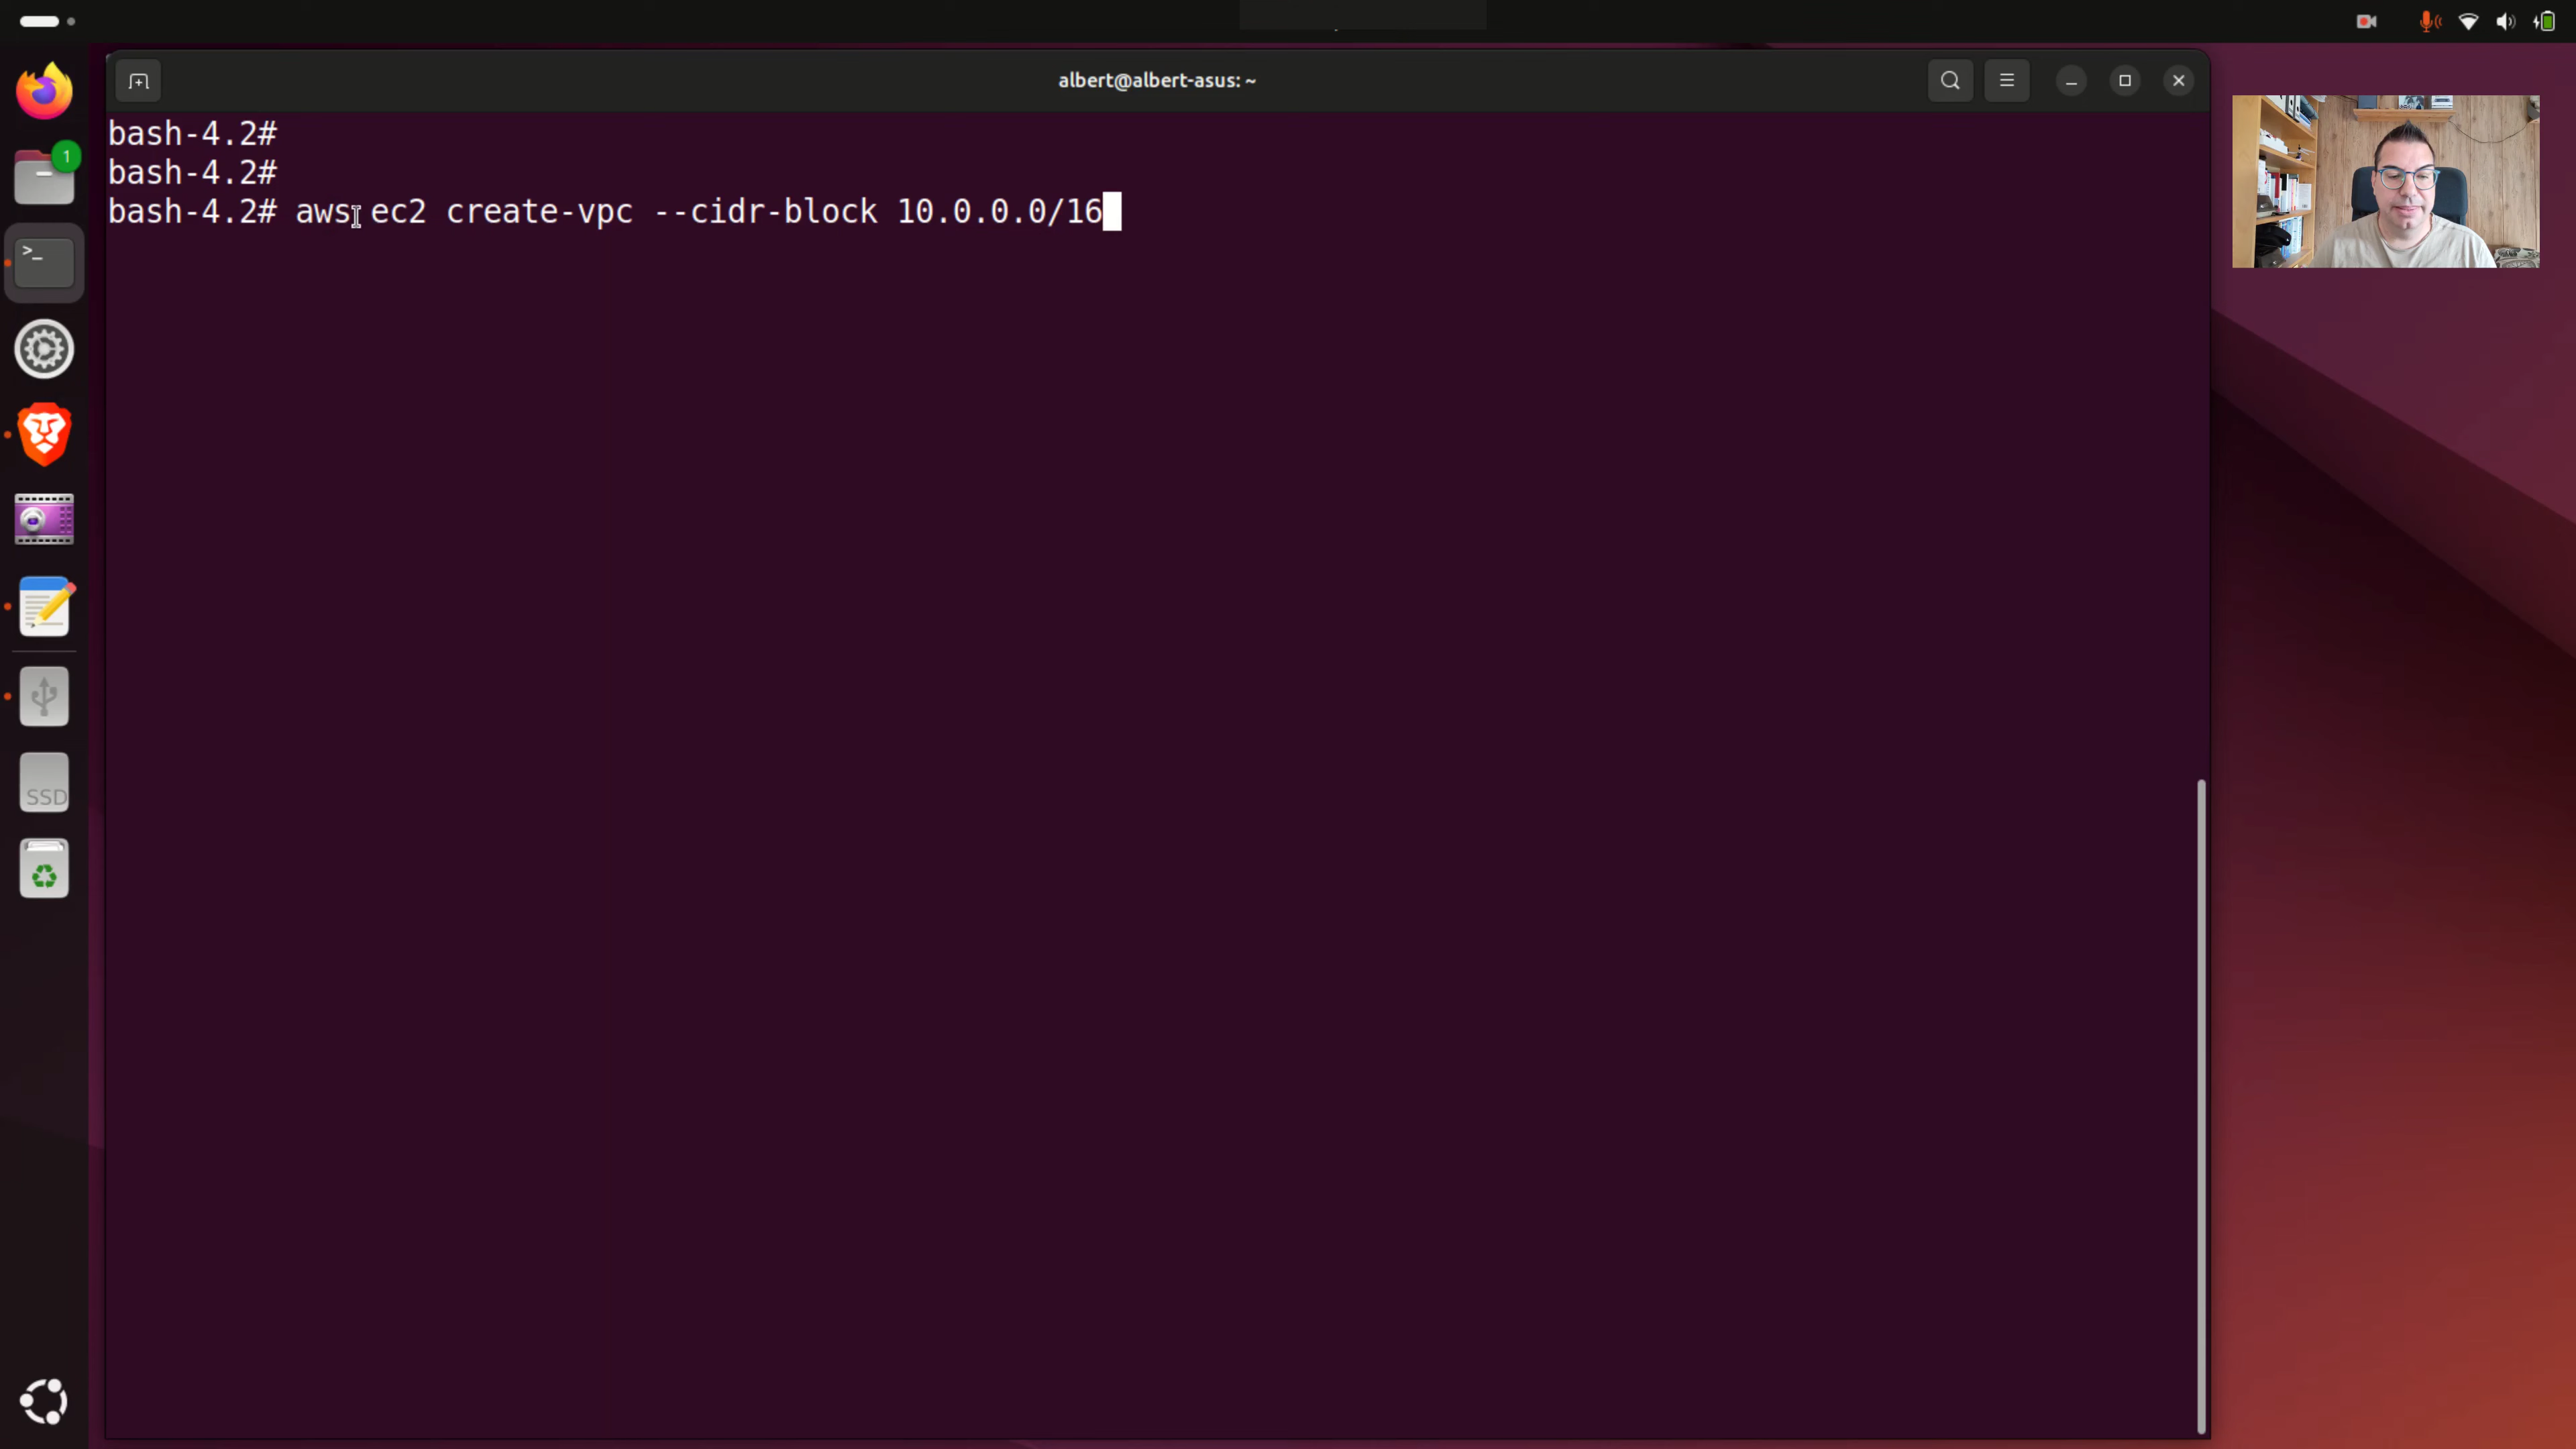 albert@albert-asus: ~
1
bash-4.2#
bash-4.2#
>_
bash-4.2# aws ec2 create-vpc --cidr-block 10.0.0.0/16
SSD